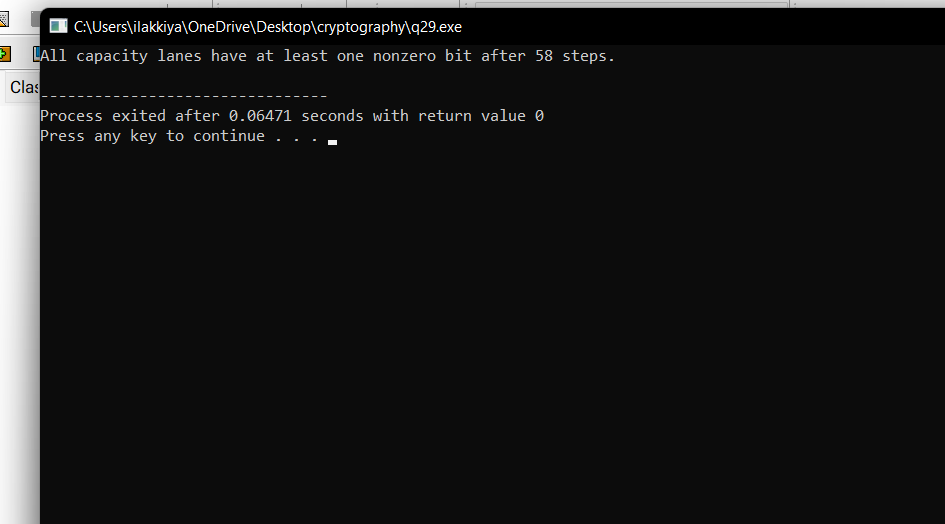 C:\Users\ilakkiya\OneDrive\Desktop\cryptography\q29.exe
All capacity lanes have at least one nonzero bit after 58 steps.
--------------------------------
Process exited after 0.06471 seconds with return value 0
Press any key to continue . . .